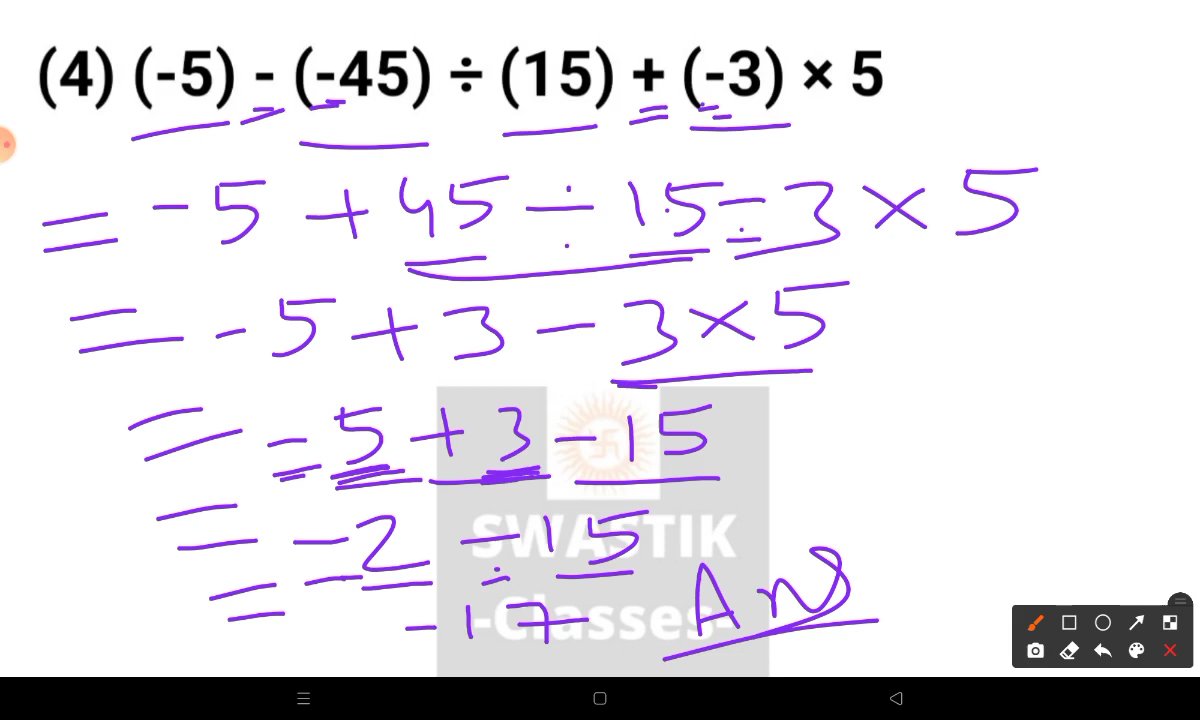 (4) (-5) - (-45) ÷ (15) + (-3) × 5
= -5 + 45 ÷ 15 - 3 × 5
= -5 + 3 - 3 × 5
= -5 + 3 - 15
= -2 - 15
= -17 Ans
SWASTIK
-Classes-